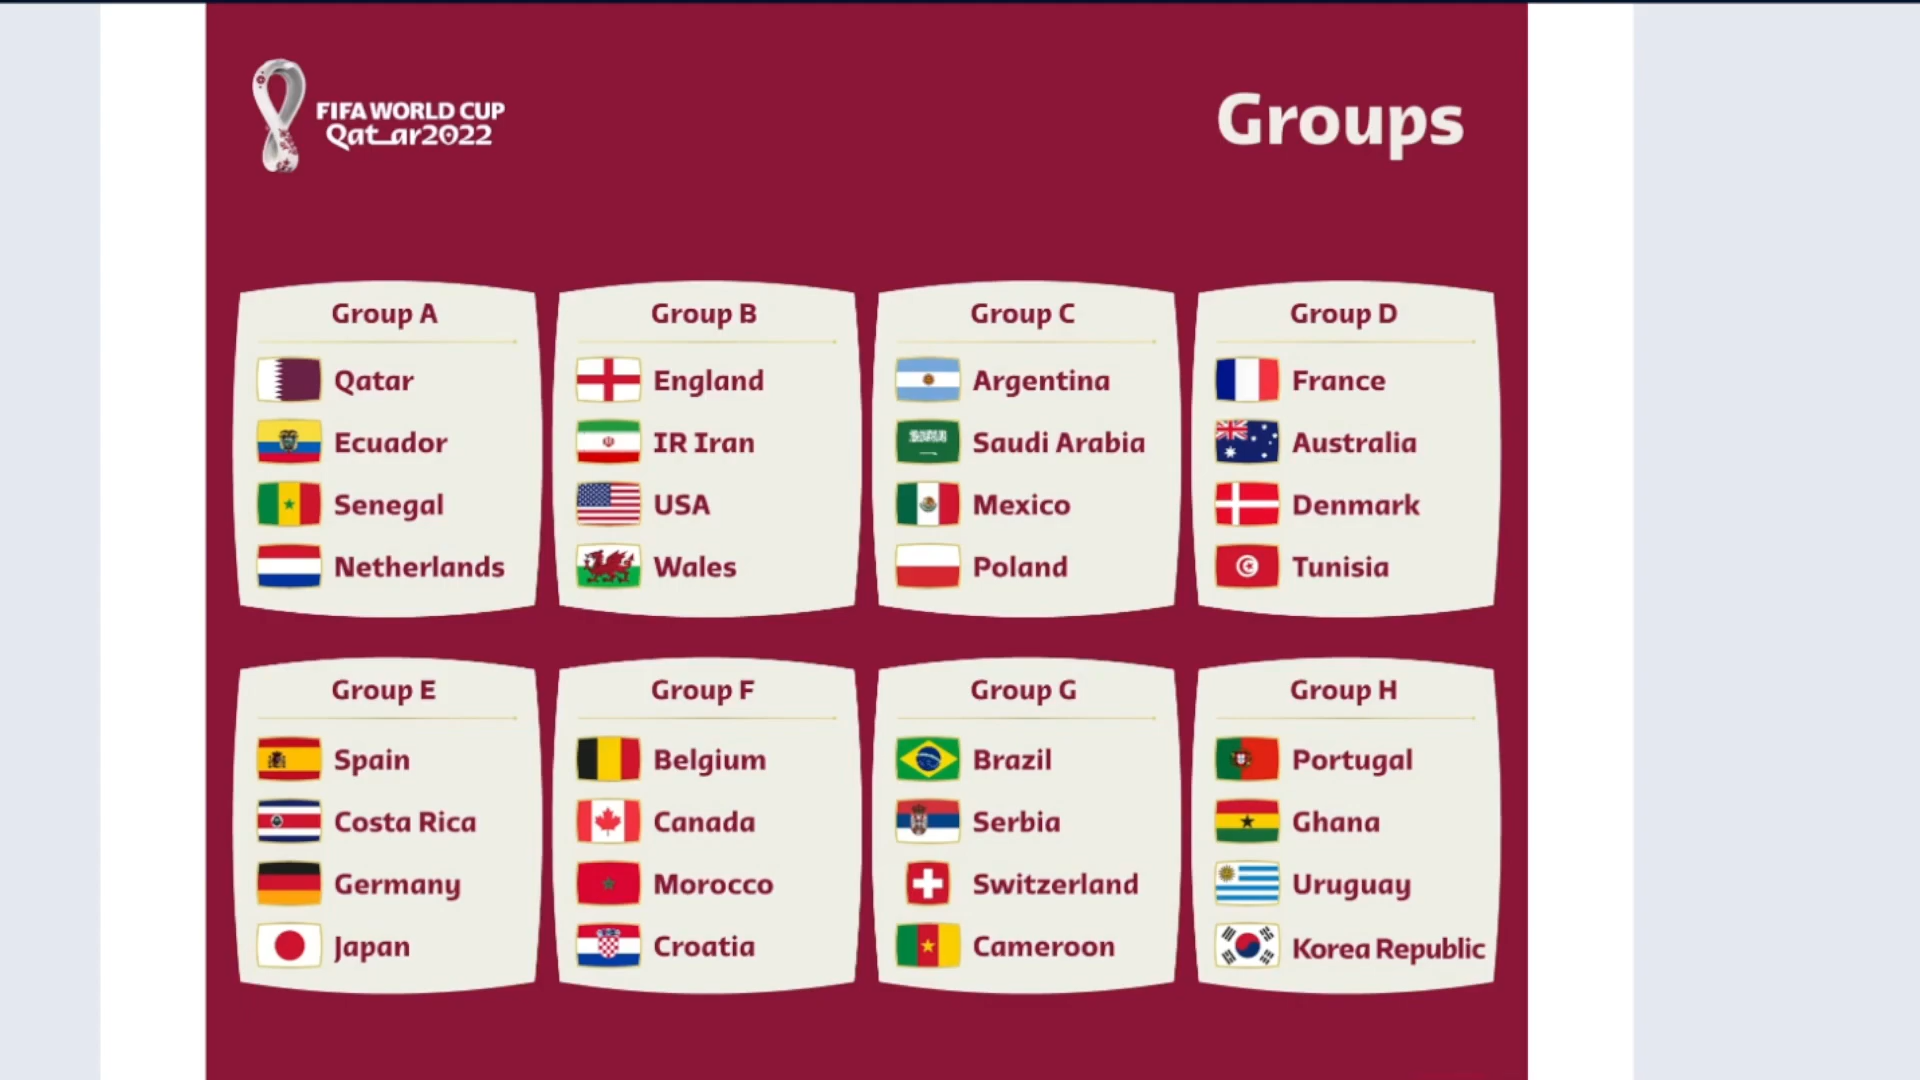 FIFA WORLD CUP
Qatar2022
Groups
Group A
Qatar
Ecuador
Senegal
Netherlands
Group B
England
IR Iran
USA
Wales
Group C
Argentina
Saudi Arabia
Mexico
Poland
Group D
France
Australia
Denmark
Tunisia
Group E
Spain
Costa Rica
Germany
Japan
Group F
Belgium
Canada
Morocco
Croatia
Group G
Brazil
Serbia
Switzerland
Cameroon
Group H
Portugal
Ghana
Uruguay
Korea Republic